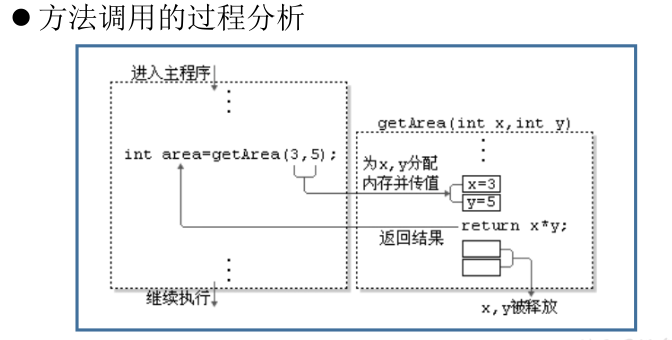 ●方法调用的过程分析
进入主程序
getArea(int x,int y)
int area=getArea(3,5);
为x,y分配
内存并传值
x=3
y=5
return x*y;
返回结果
继续执行
x,y被释放